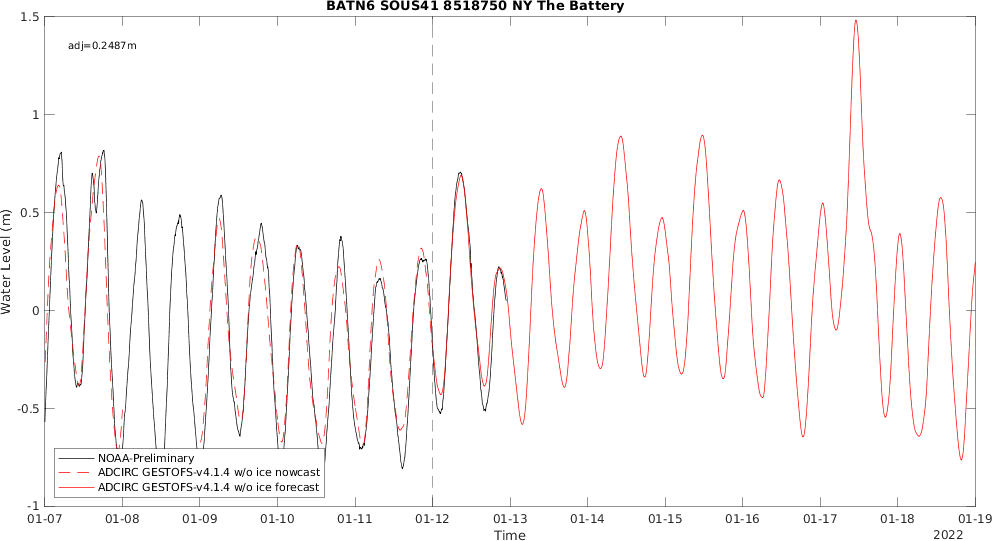 BATN6 SOUS41 8518750 NY The Battery
1.5
adj=0.2487m
1
0.5
Water Level (m)
0
-0.5
NOAA-Preliminary
ADCIRC GESTOFS-v4.1.4 w/o ice nowcast
ADCIRC GESTOFS-v4.1.4 w/o ice forecast
-1
01-07 01-08 01-09 01-10 01-11 01-12 01-13 01-14 01-15 01-16 01-17 01-18 01-19
Time
2022